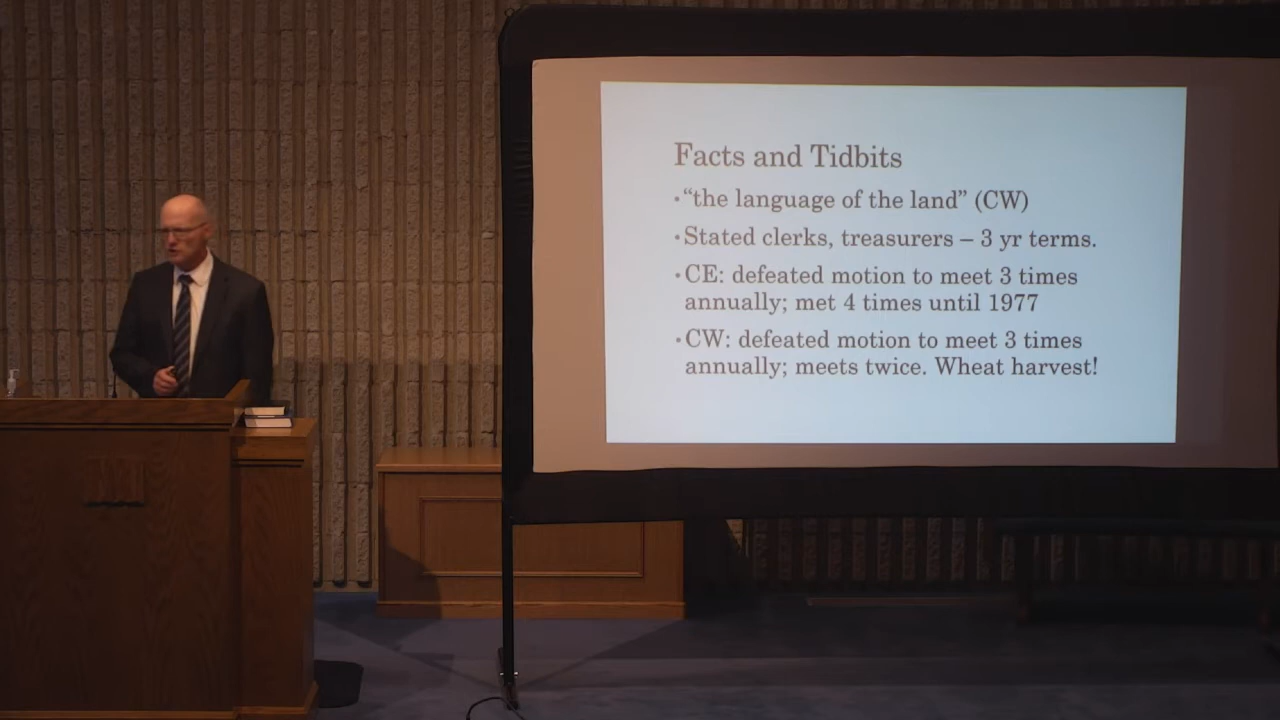 Facts and Tidbits
•“the language of the land” (CW)
•Stated clerks, treasurers – 3 yr terms.
•CE: defeated motion to meet 3 times
annually; met 4 times until 1977
•CW: defeated motion to meet 3 times
annually; meets twice. Wheat harvest!